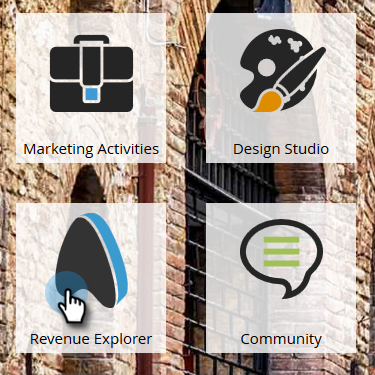 Marketing Activities
Design Studio
Revenue Explorer
Community